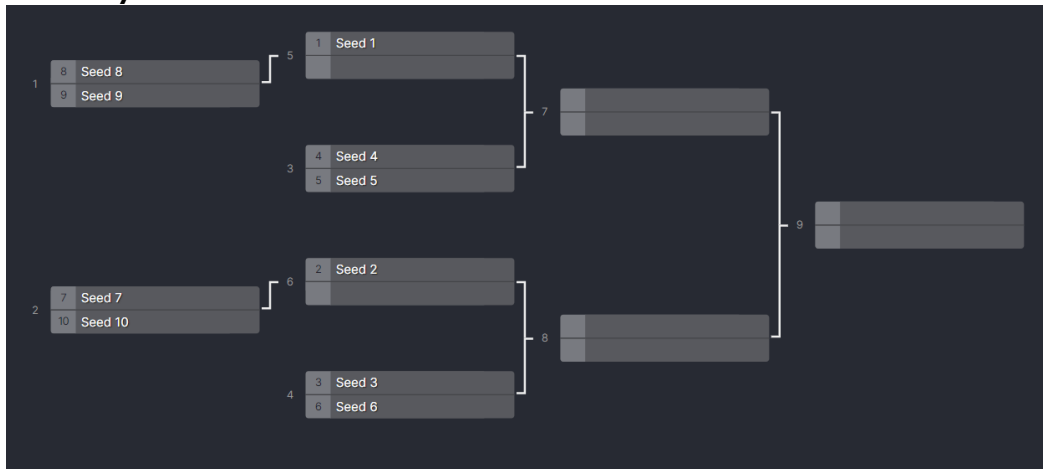 5
1 Seed 1
1
8 Seed 8
9 Seed 9
7
3
4 Seed 4
5 Seed 5
9
6
2 Seed 2
2
7 Seed 7
10 Seed 10
8
4
3 Seed 3
6 Seed 6